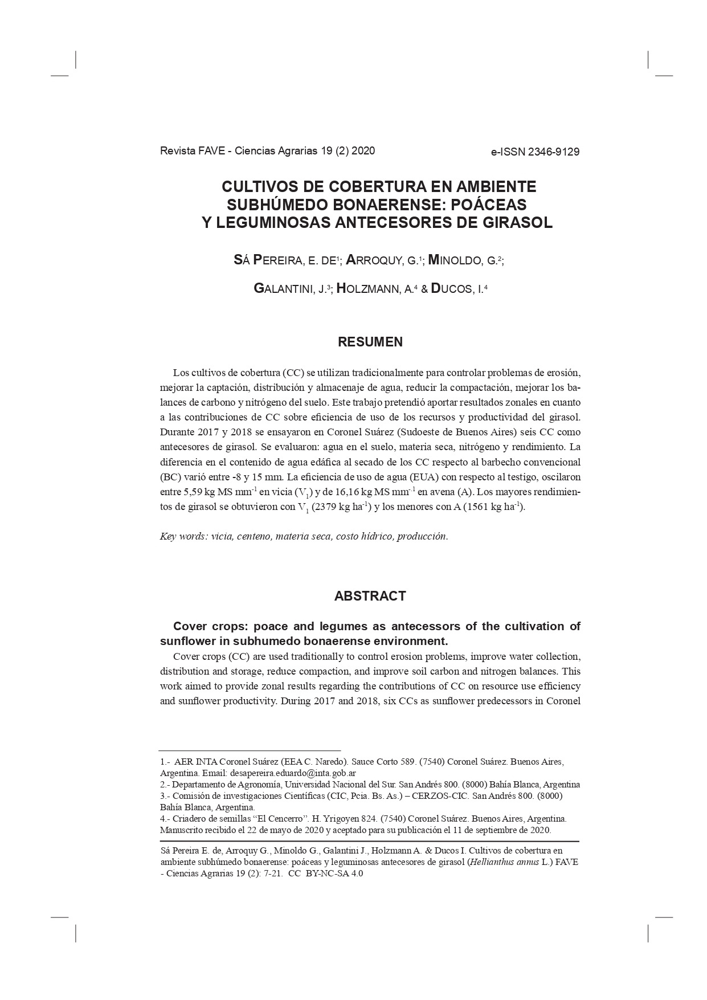 Revista FAVE - Ciencias Agrarias 19 (2) 2020
e-ISSN 2346-9129
CULTIVOS DE COBERTURA EN AMBIENTE
SUBHÚMEDO BONAERENSE: POÁCEAS
Y LEGUMINOSAS ANTECESORES DE GIRASOL
SÁ PEREIRA, E. DE¹; ARROQUY, G.¹; MINOLDO, G.²;
GALANTINI, J.³; HOLZMANN, A.⁴ & DUCOS, I.⁴
RESUMEN
Los cultivos de cobertura (CC) se utilizan tradicionalmente para controlar problemas de erosión,
mejorar la captación, distribución y almacenaje de agua, reducir la compactación, mejorar los ba-
lances de carbono y nitrógeno del suelo. Este trabajo pretendió aportar resultados zonales en cuanto
a las contribuciones de CC sobre eficiencia de uso de los recursos y productividad del girasol.
Durante 2017 y 2018 se ensayaron en Coronel Suárez (Sudoeste de Buenos Aires) seis CC como
antecesores de girasol. Se evaluaron: agua en el suelo, materia seca, nitrógeno y rendimiento. La
diferencia en el contenido de agua edáfica al secado de los CC respecto al barbecho convencional
(BC) varió entre -8 y 15 mm. La eficiencia de uso de agua (EUA) con respecto al testigo, oscilaron
entre 5,59 kg MS mm⁻¹ en vicia (V₁) y de 16,16 kg MS mm⁻·¹ en avena (A). Los mayores rendimien-
tos de girasol se obtuvieron con V₁ (2379 kg ha⁻¹) y los menores con A (1561 kg ha⁻¹).
Key words: vicia, centeno, materia seca, costo hídrico, producción.
ABSTRACT
Cover crops: poace and legumes as antecessors of the cultivation of
sunflower in subhumedo bonaerense environment.
Cover crops (CC) are used traditionally to control erosion problems, improve water collection,
distribution and storage, reduce compaction, and improve soil carbon and nitrogen balances. This
work aimed to provide zonal results regarding the contributions of CC on resource use efficiency
and sunflower productivity. During 2017 and 2018, six CCs as sunflower predecessors in Coronel
1.- AER INTA Coronel Suárez (EEA C. Naredo). Sauce Corto 589. (7540) Coronel Suárez. Buenos Aires,
Argentina. Email: desapereira.eduardo@inta.gob.ar
2.- Departamento de Agronomía, Universidad Nacional del Sur. San Andrés 800. (8000) Bahía Blanca, Argentina
3.- Comisión de investigaciones Científicas (CIC, Pcia. Bs. As.) – CERZOS-CIC. San Andrés 800. (8000)
Bahía Blanca, Argentina.
4.- Criadero de semillas “El Cencerro”. H. Yrigoyen 824. (7540) Coronel Suárez. Buenos Aires, Argentina.
Manuscrito recibido el 22 de mayo de 2020 y aceptado para su publicación el 11 de septiembre de 2020.
Sá Pereira E. de, Arroquy G., Minoldo G., Galantini J., Holzmann A. & Ducos I. Cultivos de cobertura en
ambiente subhúmedo bonaerense: poáceas y leguminosas antecesores de girasol (Hellianthus annus L.) FAVE
- Ciencias Agrarias 19 (2): 7-21. CC BY-NC-SA 4.0